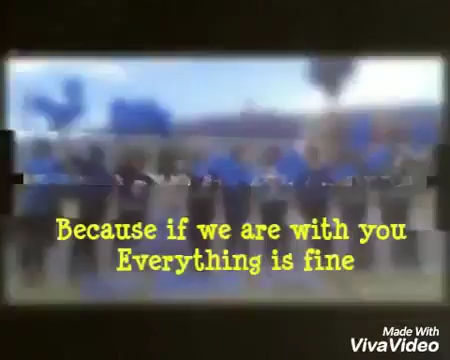 Because if we are with you
Everything is fine
Made With
VivaVideo